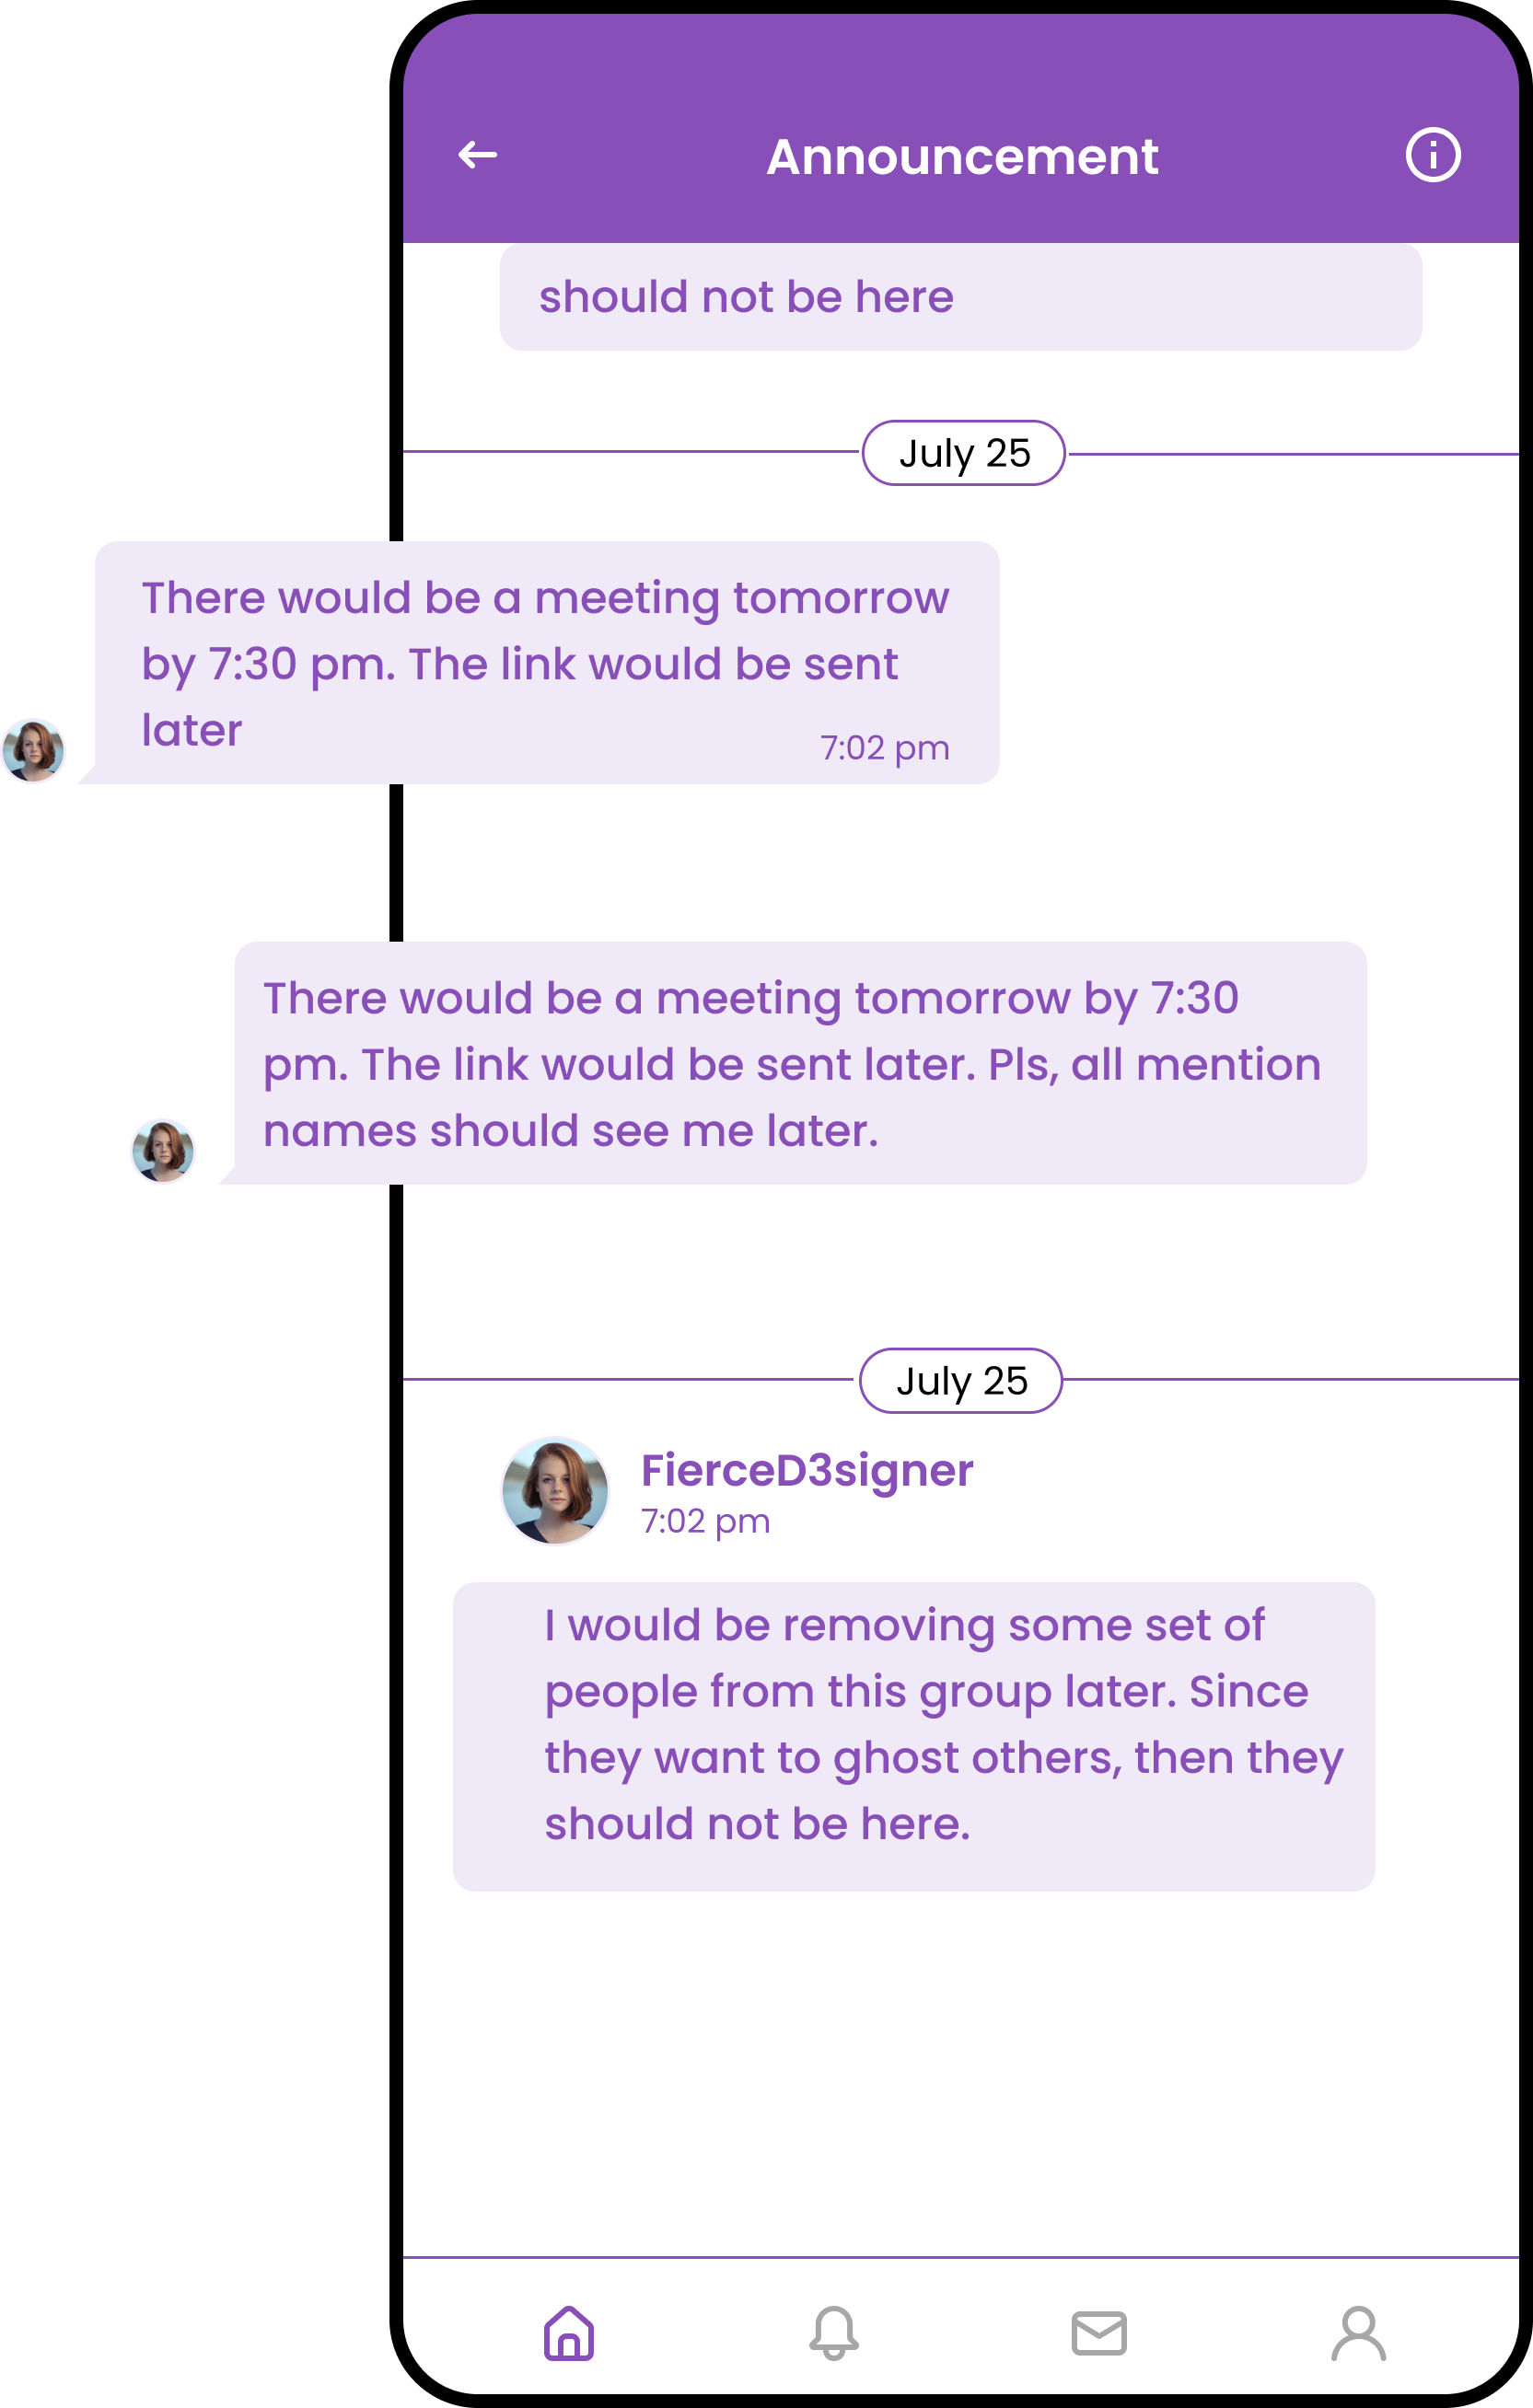 Announcement
should not be here
July 25
There would be a meeting tomorrow
by 7:30 pm. The link would be sent
later
7:02 pm
There would be a meeting tomorrow by 7:30
pm. The link would be sent later. Pls, all mention
names should see me later.
July 25
FierceD3signer
7:02 pm
I would be removing some set of
people from this group later. Since
they want to ghost others, then they
should not be here.